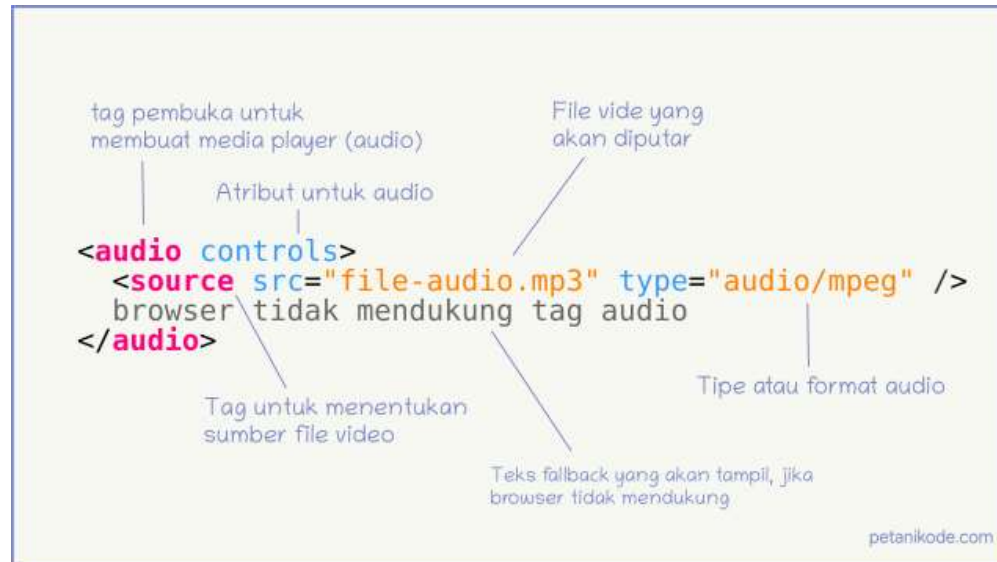 tag pembuka untuk
membuat media player (audio)
File vide yang
akan diputar
Atribut untuk audio
<audio controls>
<source src="file-audio.mp3" type="audio/mpeg" />
browser tidak mendukung tag audio
</audio>
Tag untuk menentukan
sumber file video
Tipe atau format audio
Teks fallback yang akan tampil, jika
browser tidak mendukung
petanikode.com